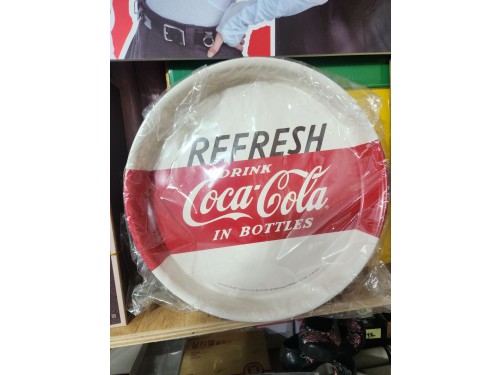 REFRESH
DRINK
Coca-Cola
IN BOTTLES